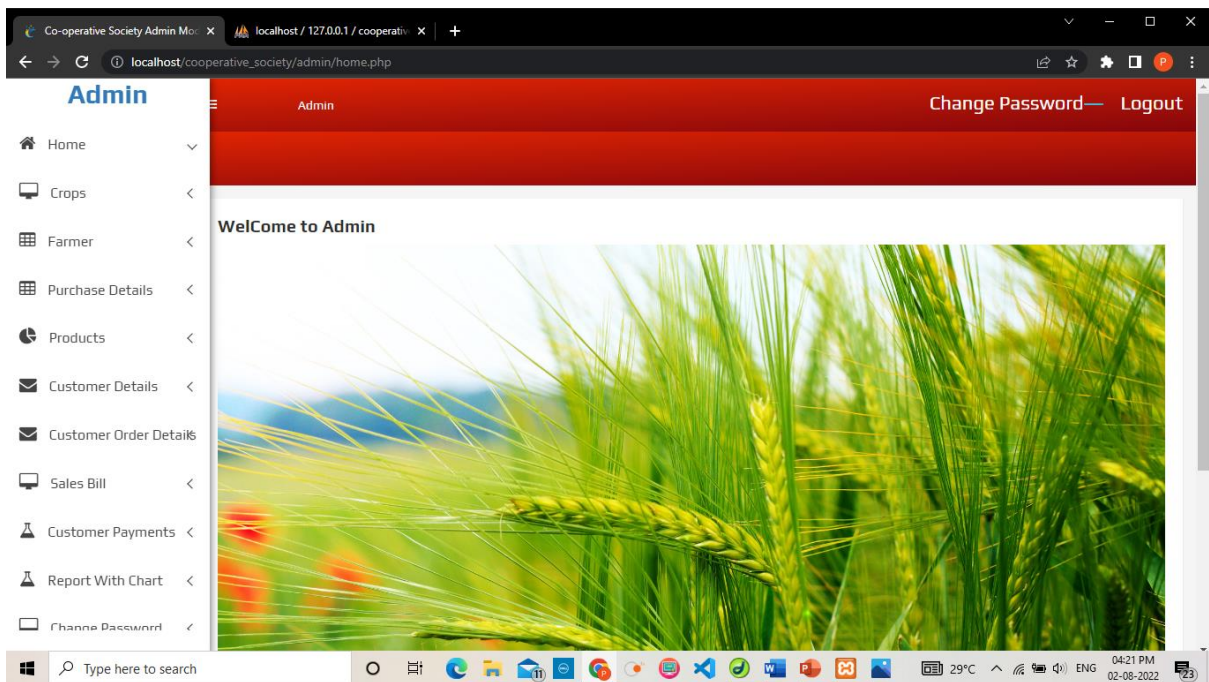 Co-operative Society Admin Mod
localhost / 127.0.0.1 / cooperativ
localhost/cooperative_society/admin/home.php
P
Admin
Admin
Change Password— Logout
Home
Crops
Farmer
Purchase Details
Products
Customer Details
Customer Order Details
Sales Bill
Customer Payments
Report With Chart
Change Password
WelCome to Admin
Type here to search
11
29°C
ENG
04:21 PM
02-08-2022
23